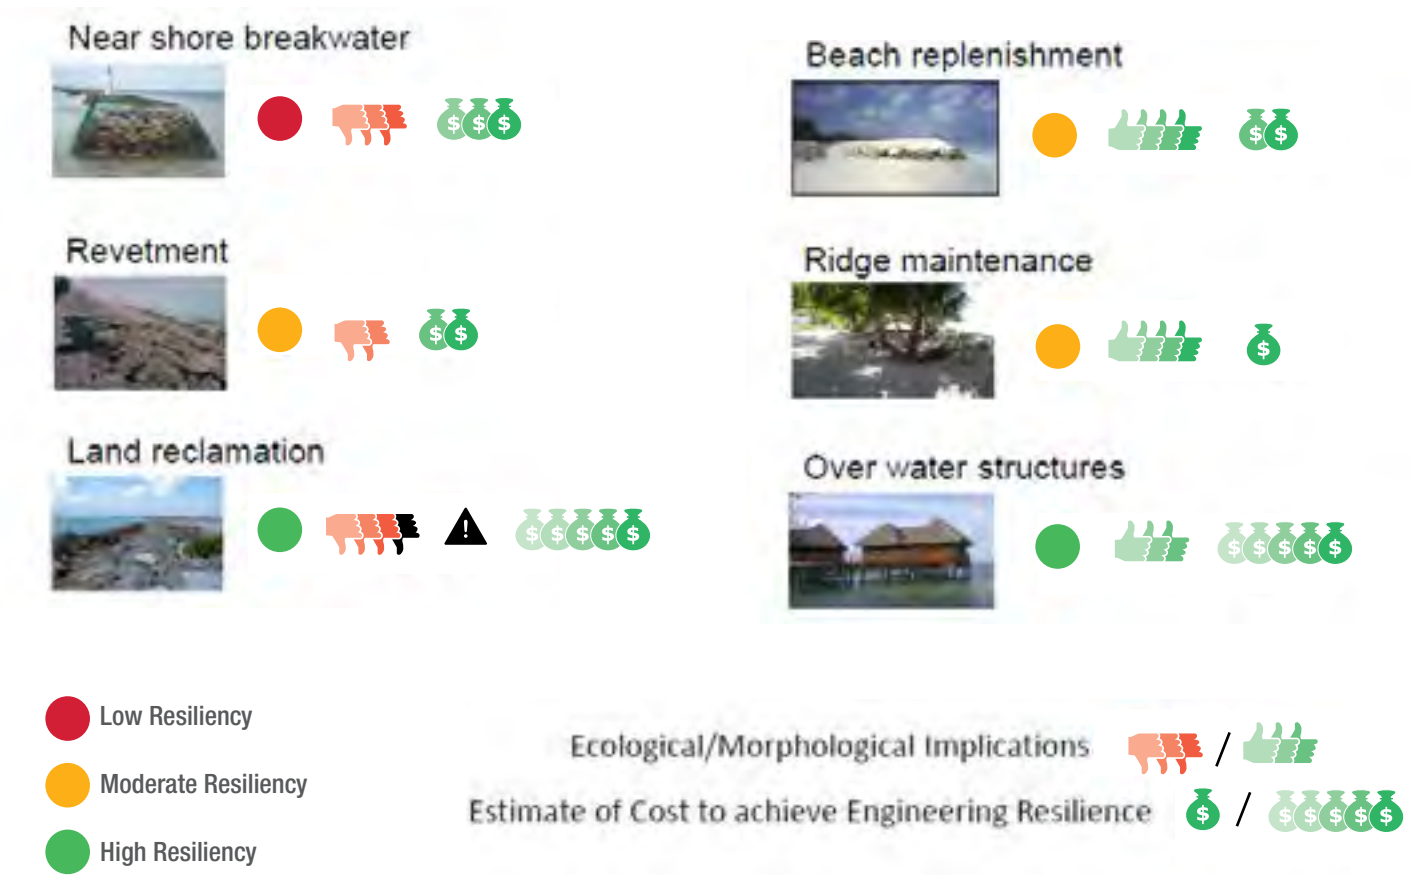 Near shore breakwater
$ $ $
Revetment
$ $
Land reclamation
! $ $ $ $ $
Beach replenishment
$ $
Ridge maintenance
$
Over water structures
$ $ $ $ $
Low Resiliency
Moderate Resiliency
High Resiliency
Ecological/Morphological Implications /
Estimate of Cost to achieve Engineering Resilience $ / $ $ $ $ $